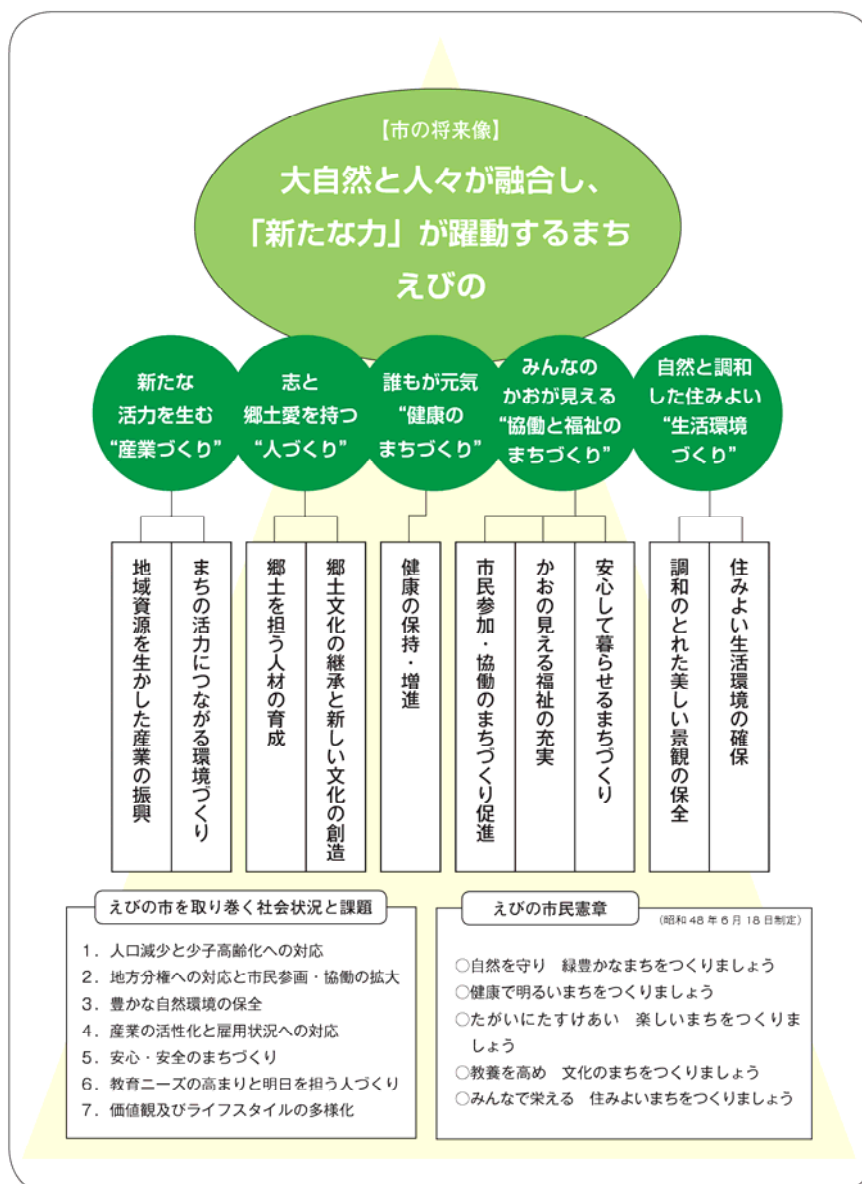 【市の将来像】
大自然と人々が融合し、
「新たな力」が躍動するまち
えびの
新たな
活力を生む
“産業づくり”
志と
郷土愛を持つ
“人づくり”
誰もが元気
“健康の
まちづくり”
みんなの
かおが見える
“協働と福祉の
まちづくり”
自然と調和
した住みよい
“生活環境
づくり”
地域資源を生かした産業の振興
まちの活力につながる環境づくり
郷土を担う人材の育成
郷土文化の継承と新しい文化の創造
健康の保持・増進
市民参加・協働のまちづくり促進
かおの見える福祉の充実
安心して暮らせるまちづくり
調和のとれた美しい景観の保全
住みよい生活環境の確保
えびの市を取り巻く社会状況と課題
1．人口減少と少子高齢化への対応
2．地方分権への対応と市民参画・協働の拡大
3．豊かな自然環境の保全
4．産業の活性化と雇用状況への対応
5．安心・安全のまちづくり
6．教育ニーズの高まりと明日を担う人づくり
7．価値観及びライフスタイルの多様化
えびの市民憲章
（昭和48年6月18日制定）
○自然を守り　緑豊かなまちをつくりましょう
○健康で明るいまちをつくりましょう
○たがいにたすけあい　楽しいまちをつくりま
しょう
○教養を高め　文化のまちをつくりましょう
○みんなで栄える　住みよいまちをつくりましょう